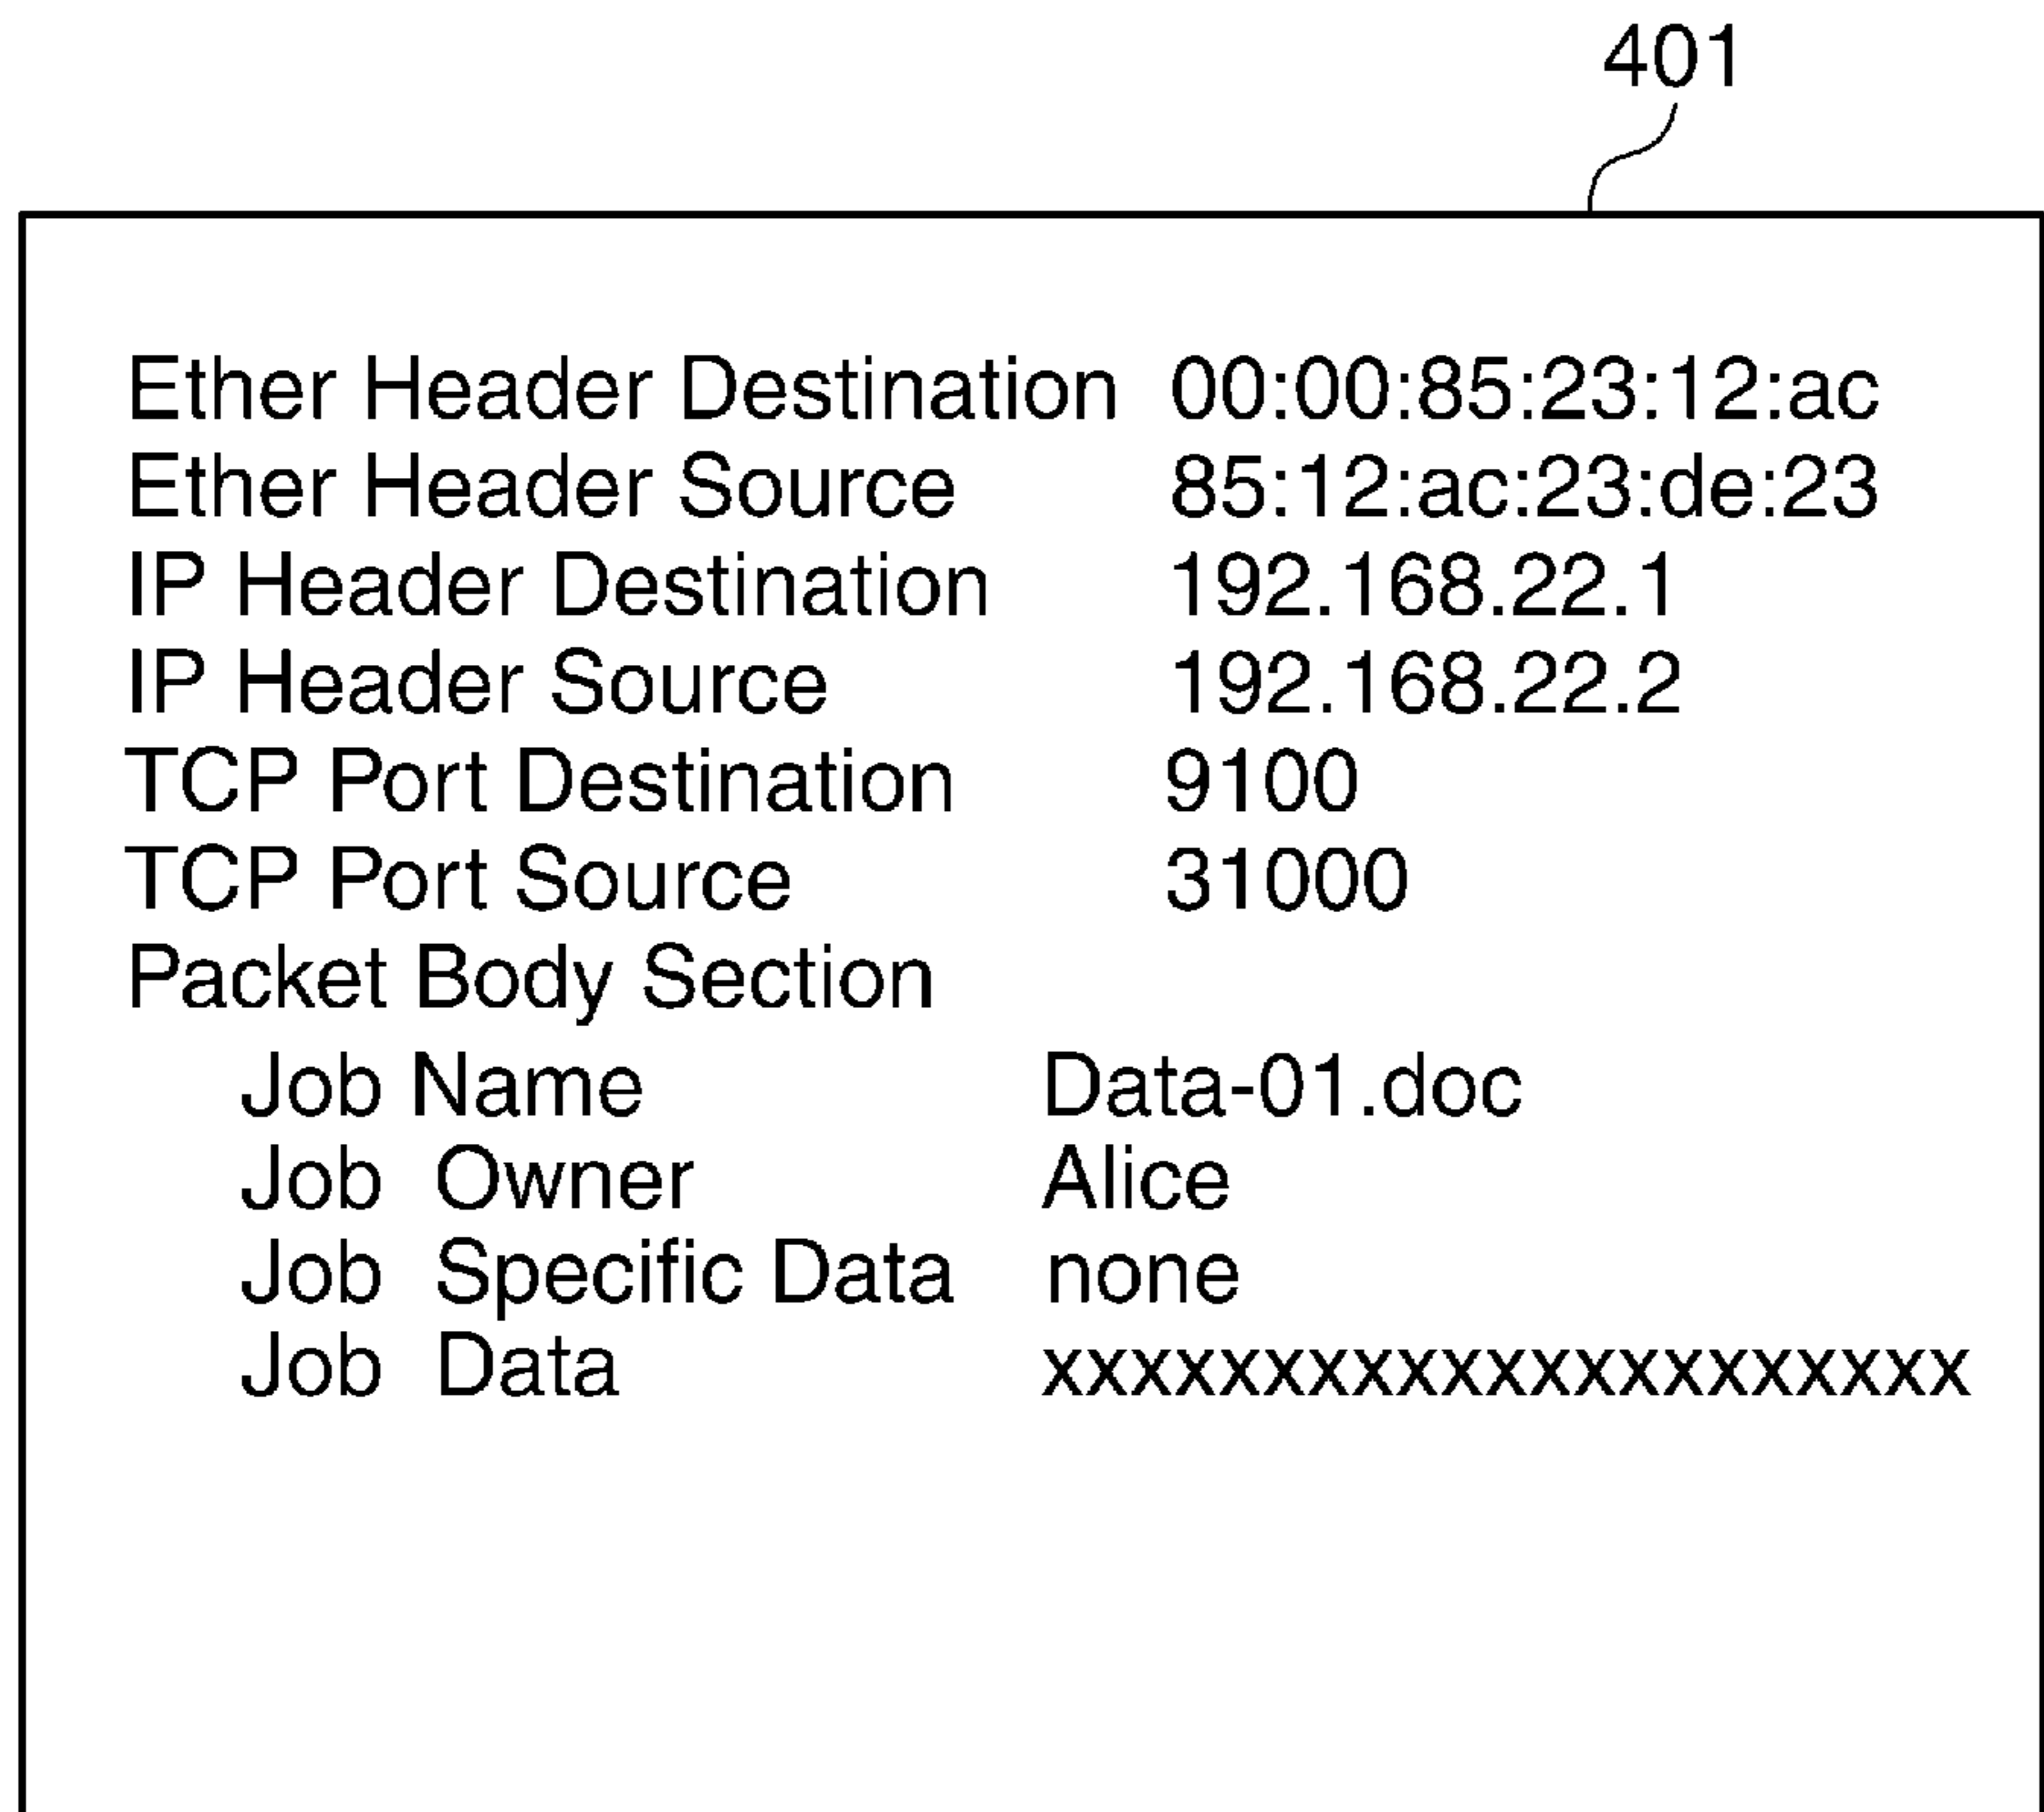 401
Ether Header Destination 00:00:85:23:12:ac
Ether Header Source 85:12:ac:23:de:23
IP Header Destination 192.168.22.1
IP Header Source 192.168.22.2
TCP Port Destination 9100
TCP Port Source 31000
Packet Body Section
Job Name Data-01.doc
Job Owner Alice
Job Specific Data none
Job Data xxxxxxxxxxxxxxxxxxxxx